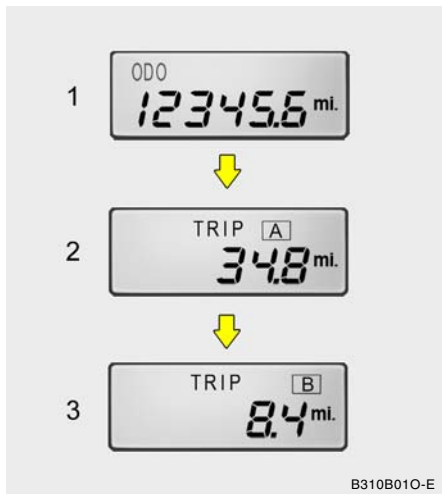 1
ODO
12345.6 mi.
2
TRIP A
34.8 mi.
3
TRIP B
8.4 mi.
B310B01O-E